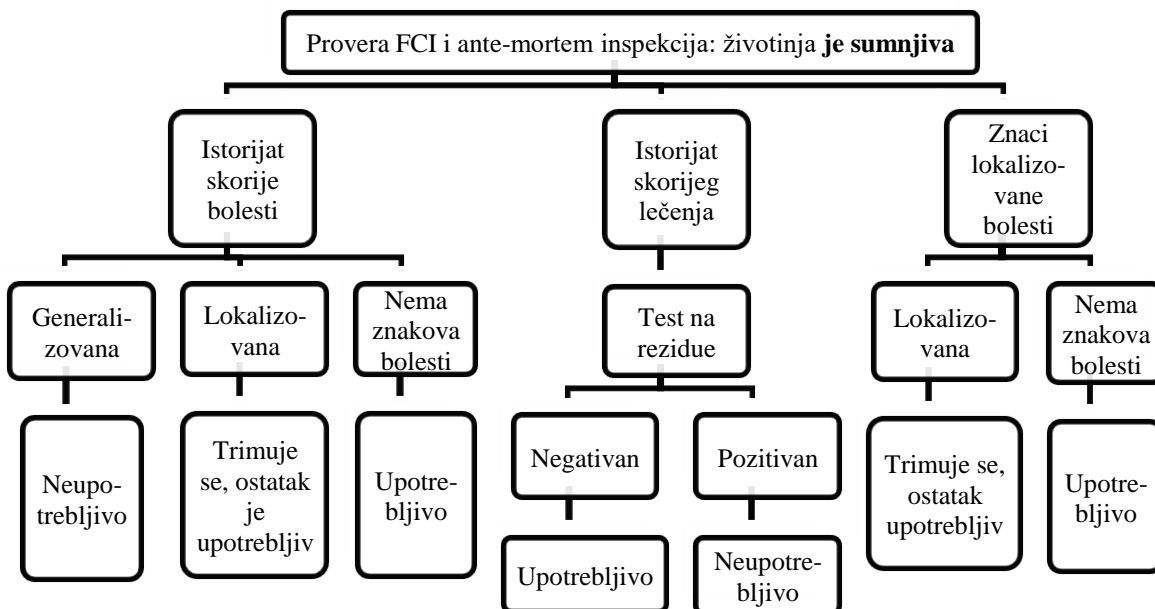 Provera FCI i ante-mortem inspekcija: životinja je sumnjiva
Istorijat
skorije
bolesti
Istorijat
skorijeg
lečenja
Znaci
lokalizo-
vane
bolesti
Generali-
zovana
Lokalizo-
vana
Nema
znakova
bolesti
Test na
rezidue
Lokalizo-
vana
Nema
znakova
bolesti
Neupo-
trebljivo
Trimuje
se, ostatak
je
upotrebljiv
Upotre-
bljivo
Negativan
Pozitivan
Trimuje se,
ostatak
upotrebljiv
Upotre-
bljivo
Upotrebljivo
Neupotre-
bljivo